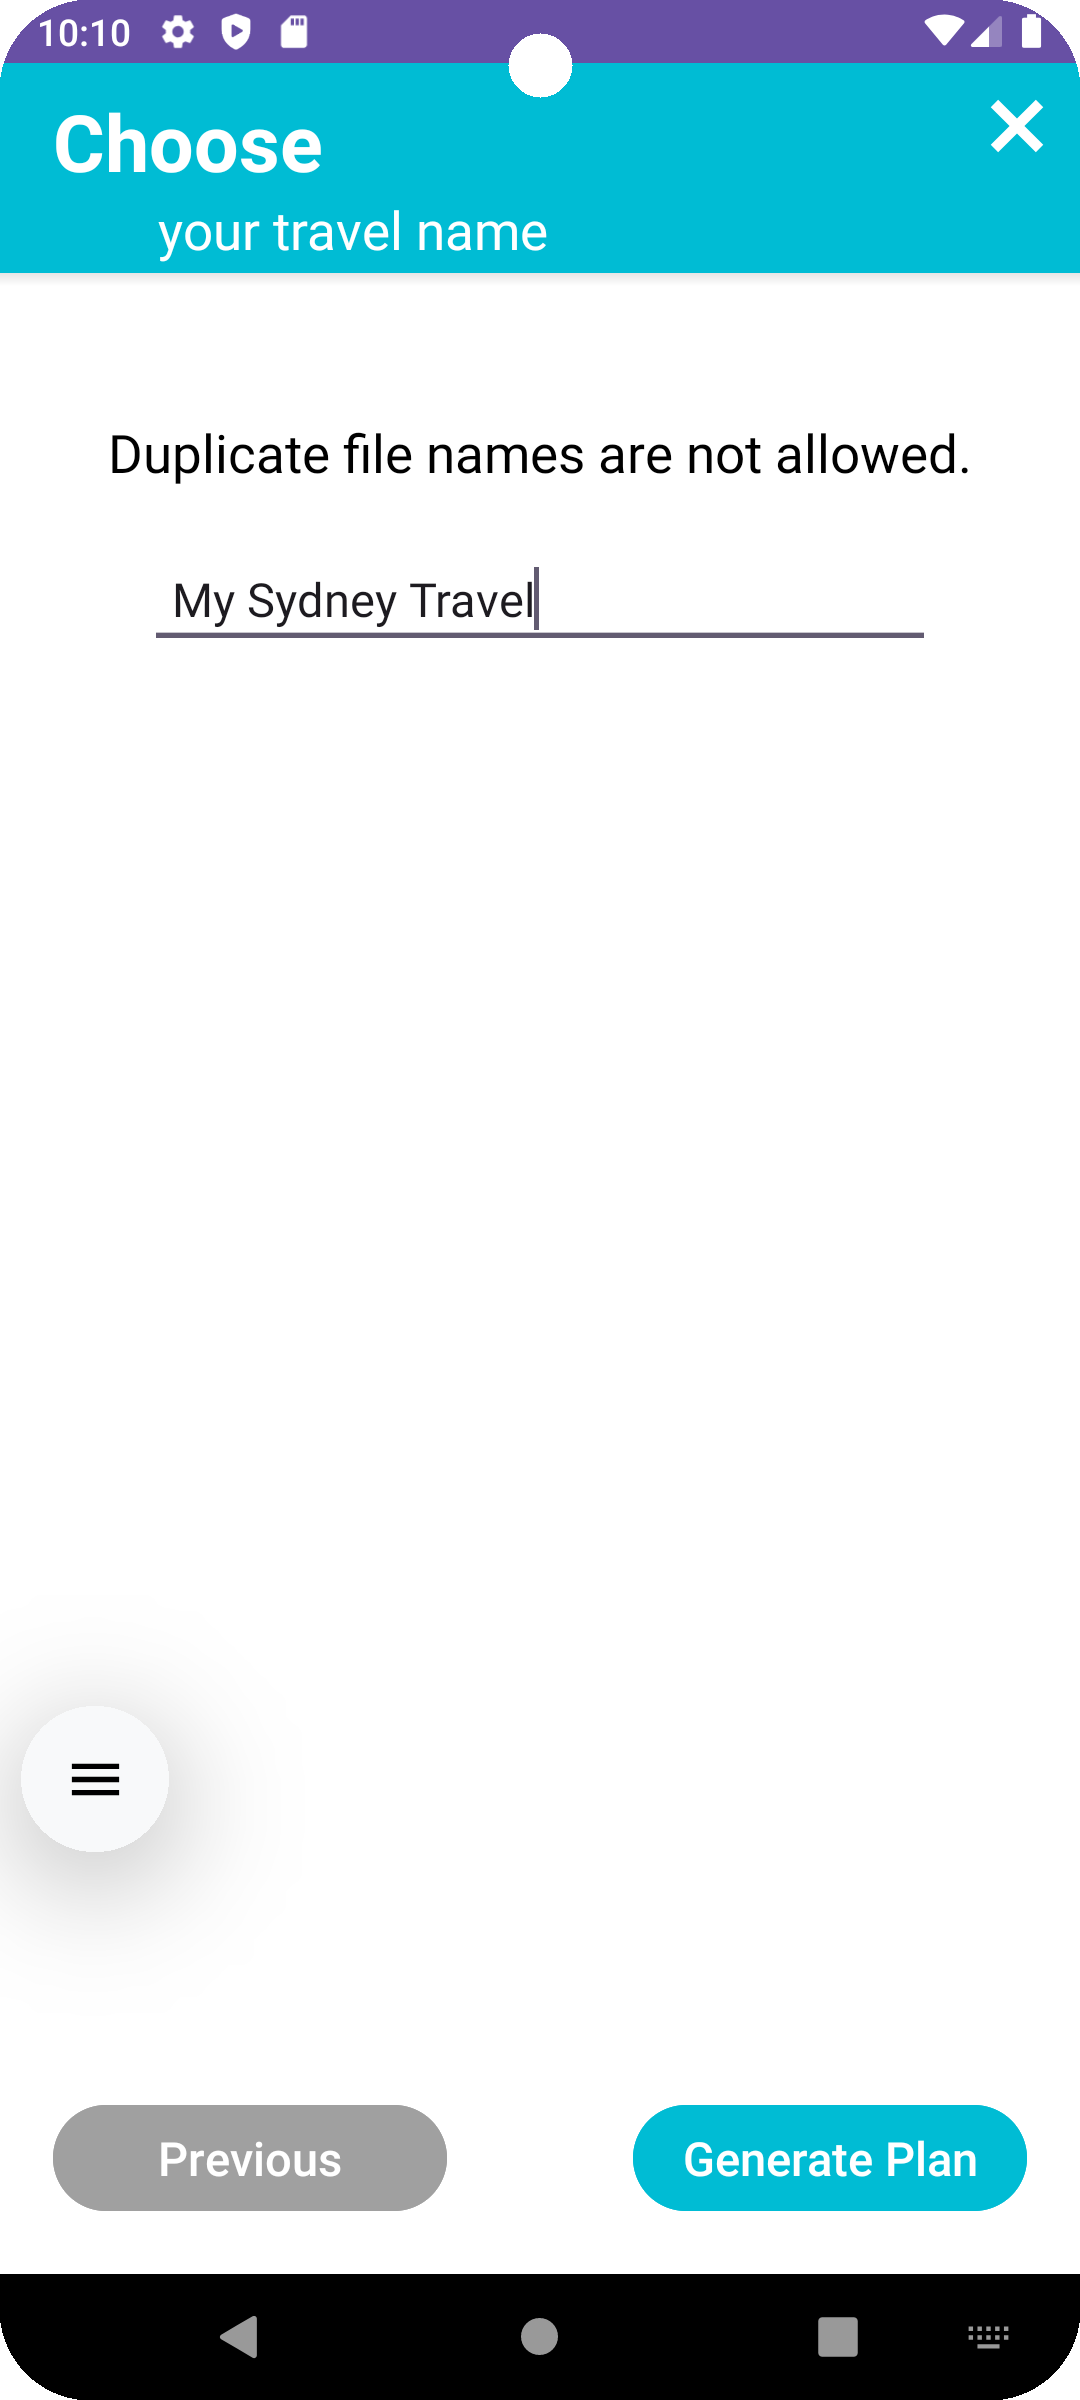 10:10
Choose
your travel name
Duplicate file names are not allowed.
My Sydney Travel
Previous
Generate Plan